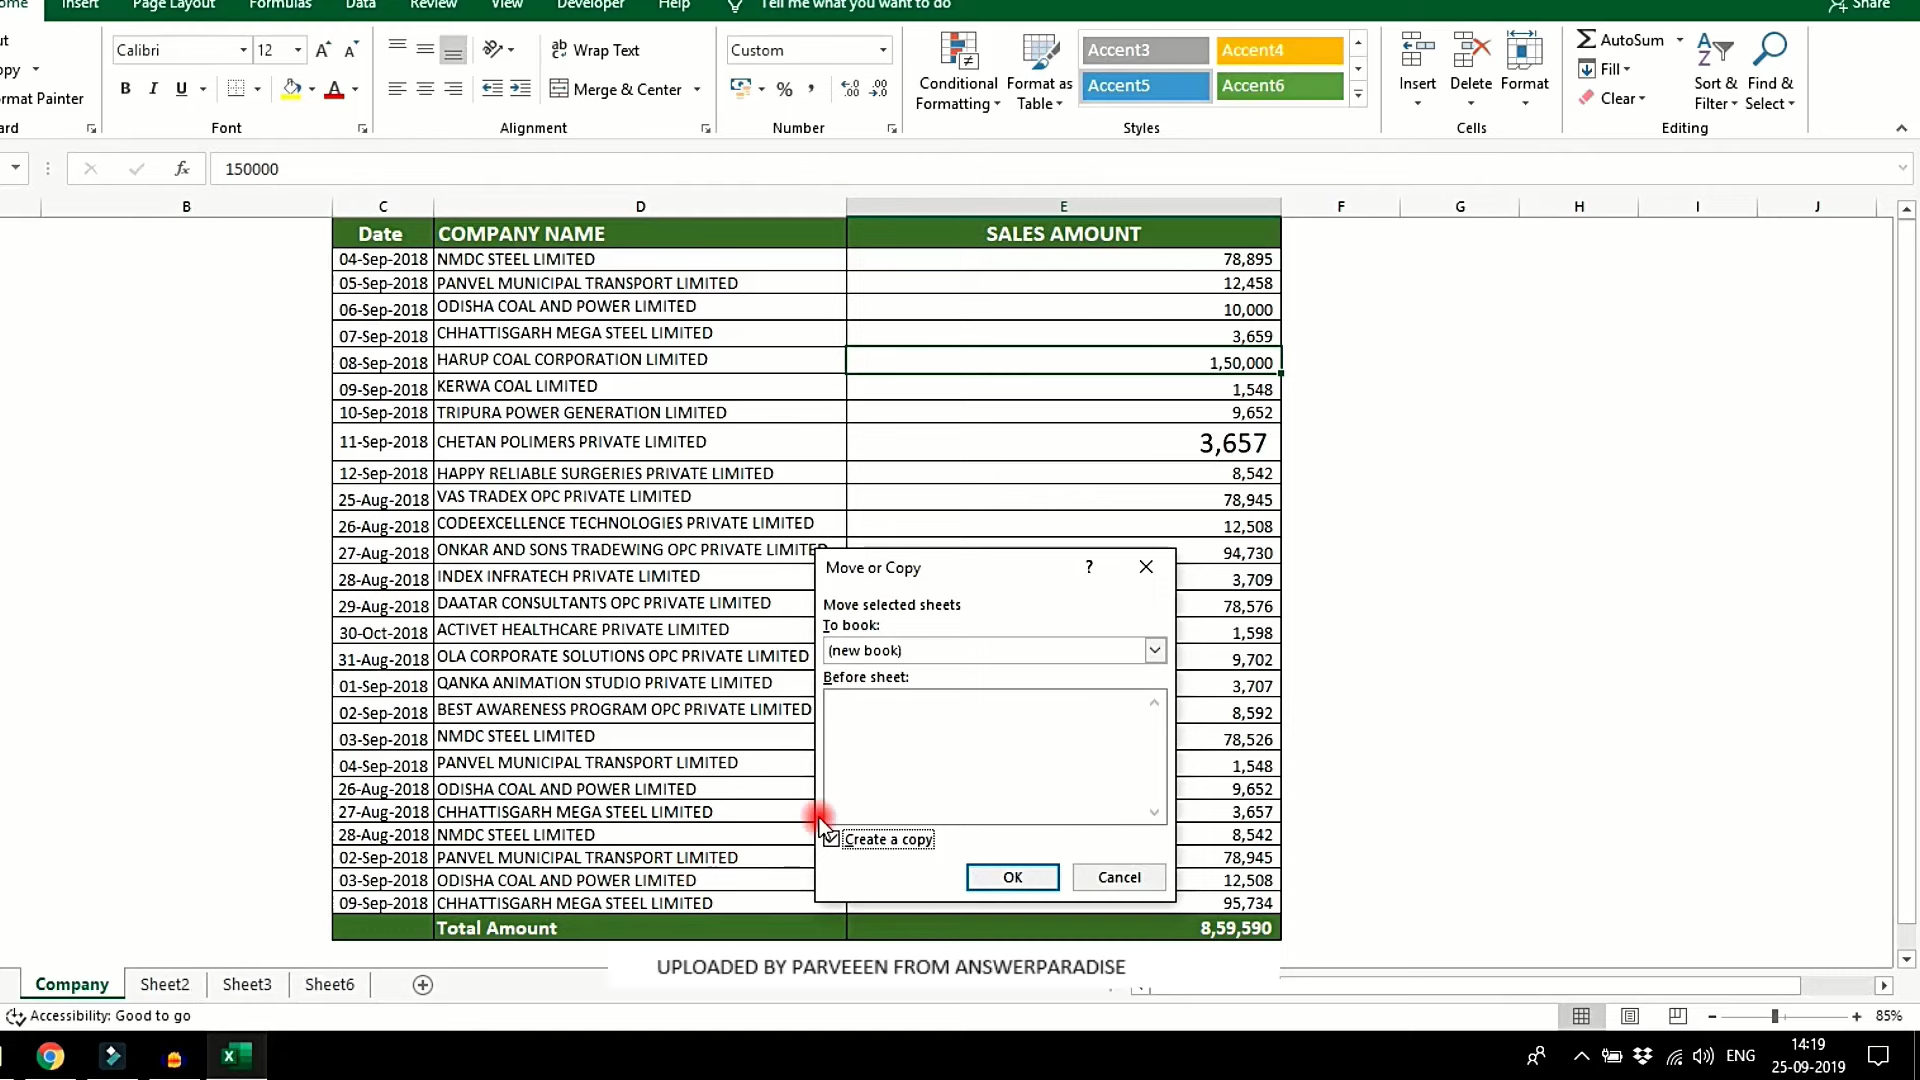 ome Insert Page Layout Formulas Data Review View Developer Help Tell me what you want to do Share
ut
opy
rmat Painter
ard
Calibri 12
B I U A
Font
Wrap Text
Merge & Center
Alignment
Custom
%
Number
Conditional Formatting
Format as Table
Accent3 Accent4
Accent5 Accent6
Styles
Insert Delete Format
Cells
AutoSum
Fill
Clear
Sort & Filter
Find & Select
Editing
fx 150000
B C D E F G H I J
Date COMPANY NAME SALES AMOUNT
04-Sep-2018 NMDC STEEL LIMITED 78,895
05-Sep-2018 PANVEL MUNICIPAL TRANSPORT LIMITED 12,458
06-Sep-2018 ODISHA COAL AND POWER LIMITED 10,000
07-Sep-2018 CHHATTISGARH MEGA STEEL LIMITED 3,659
08-Sep-2018 HARUP COAL CORPORATION LIMITED 1,50,000
09-Sep-2018 KERWA COAL LIMITED 1,548
10-Sep-2018 TRIPURA POWER GENERATION LIMITED 9,652
11-Sep-2018 CHETAN POLIMERS PRIVATE LIMITED 3,657
12-Sep-2018 HAPPY RELIABLE SURGERIES PRIVATE LIMITED 8,542
25-Aug-2018 VAS TRADEX OPC PRIVATE LIMITED 78,945
26-Aug-2018 CODEEXCELLENCE TECHNOLOGIES PRIVATE LIMITED 12,508
27-Aug-2018 ONKAR AND SONS TRADEWING OPC PRIVATE LIMITED 94,730
28-Aug-2018 INDEX INFRATECH PRIVATE LIMITED 3,709
29-Aug-2018 DAATAR CONSULTANTS OPC PRIVATE LIMITED 78,576
30-Oct-2018 ACTIVET HEALTHCARE PRIVATE LIMITED 1,598
31-Aug-2018 OLA CORPORATE SOLUTIONS OPC PRIVATE LIMITED 9,702
01-Sep-2018 QANKA ANIMATION STUDIO PRIVATE LIMITED 3,707
02-Sep-2018 BEST AWARENESS PROGRAM OPC PRIVATE LIMITED 8,592
03-Sep-2018 NMDC STEEL LIMITED 78,526
04-Sep-2018 PANVEL MUNICIPAL TRANSPORT LIMITED 1,548
26-Aug-2018 ODISHA COAL AND POWER LIMITED 9,652
27-Aug-2018 CHHATTISGARH MEGA STEEL LIMITED 3,657
28-Aug-2018 NMDC STEEL LIMITED 8,542
02-Sep-2018 PANVEL MUNICIPAL TRANSPORT LIMITED 78,945
03-Sep-2018 ODISHA COAL AND POWER LIMITED 12,508
09-Sep-2018 CHHATTISGARH MEGA STEEL LIMITED 95,734
Total Amount 8,59,590
Move or Copy ?
Move selected sheets
To book:
(new book)
Before sheet:
Create a copy
OK Cancel
UPLOADED BY PARVEEEN FROM ANSWERPARADISE
Company Sheet2 Sheet3 Sheet6
Accessibility: Good to go
85%
ENG
14:19
25-09-2019